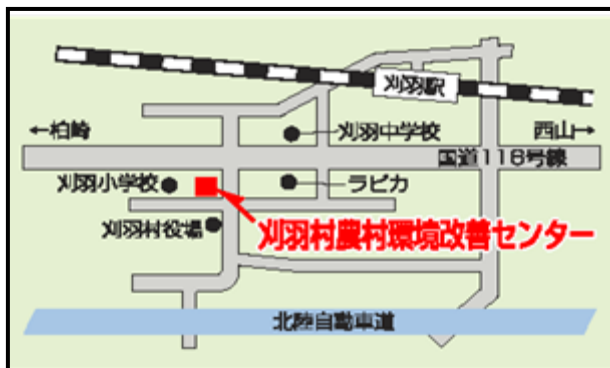 刈羽駅
←柏崎
刈羽中学校
西山→
国道116号線
刈羽小学校
ラピカ
刈羽村役場
刈羽村農村環境改善センター
北陸自動車道